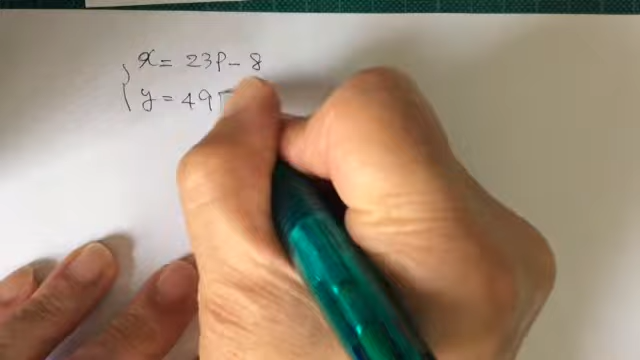 x = 23p - 8
y = 49